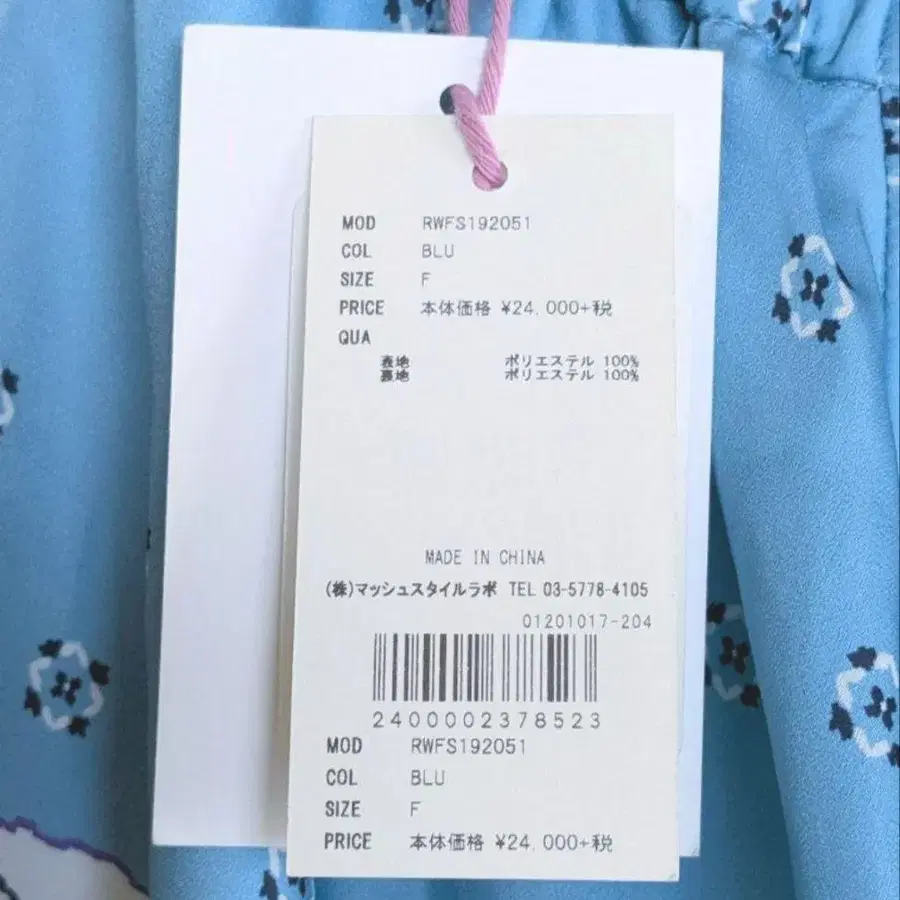 MOD RWFS192051
COL BLU
SIZE F
PRICE 本体価格 ¥24,000+税
QUA
表地 ポリエステル 100%
裏地 ポリエステル 100%
MADE IN CHINA
(株)マッシュスタイルラボ TEL 03-5778-4105
01201017-204
2400002378523
MOD RWFS192051
COL BLU
SIZE F
PRICE 本体価格 ¥24,000+税